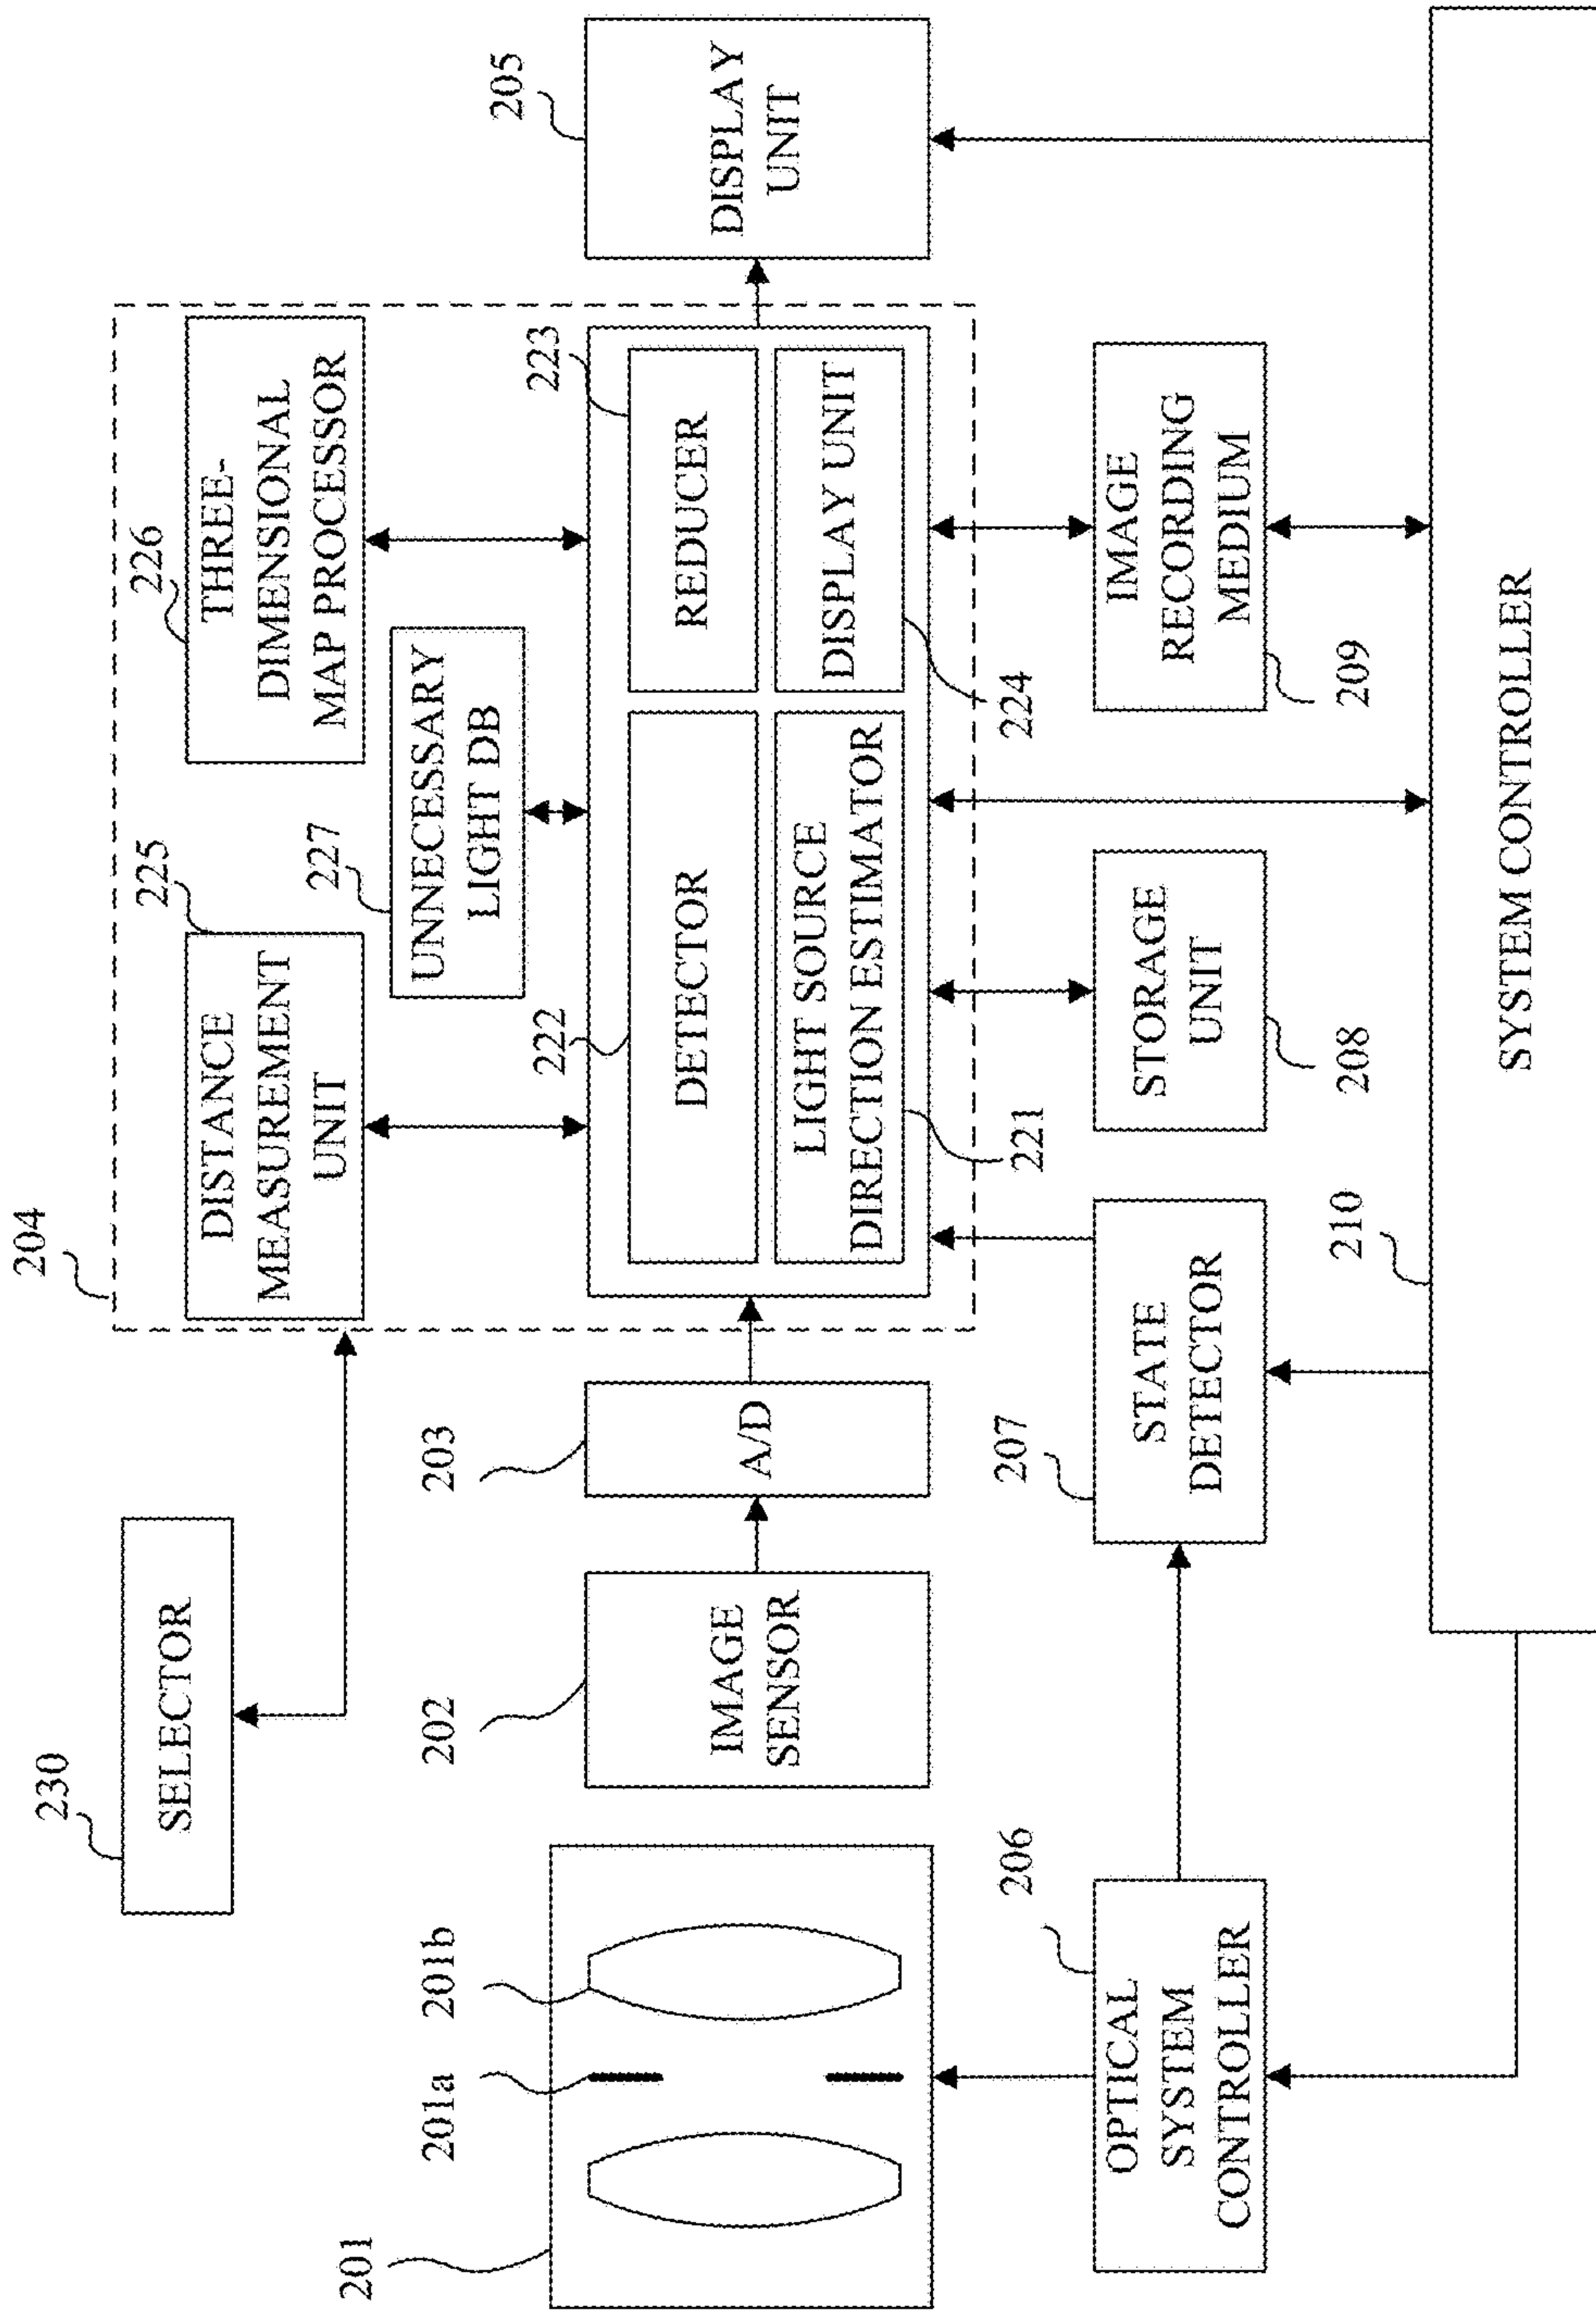 230
SELECTOR
204
DISTANCE
MEASUREMENT
UNIT
225
226
THREE-
DIMENSIONAL
MAP PROCESSOR
227
UNNECESSARY
LIGHT DB
201
201a
201b
202
IMAGE
SENSOR
203
A/D
222
DETECTOR
223
REDUCER
LIGHT SOURCE
DIRECTION ESTIMATOR
221
DISPLAY UNIT
224
205
DISPLAY
UNIT
206
OPTICAL
SYSTEM
CONTROLLER
207
STATE
DETECTOR
STORAGE
UNIT
208
IMAGE
RECORDING
MEDIUM
209
210
SYSTEM CONTROLLER